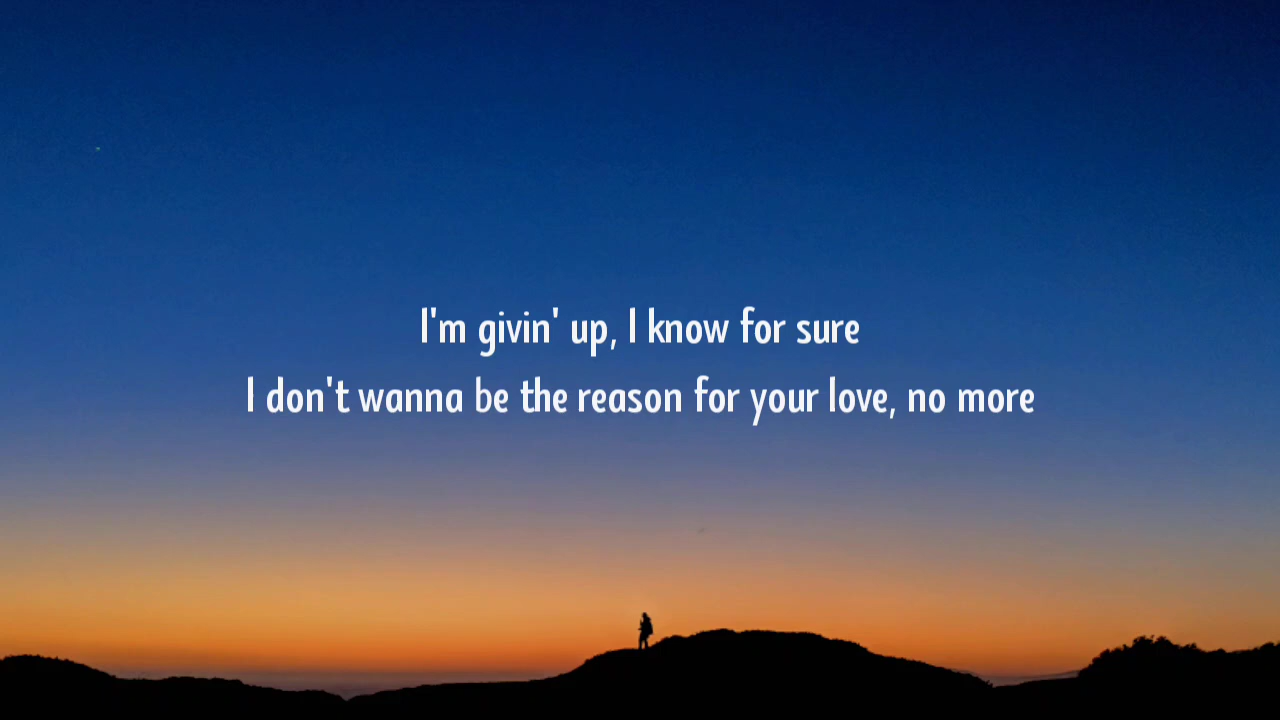 I'm givin' up, I know for sure
I don't wanna be the reason for your love, no more